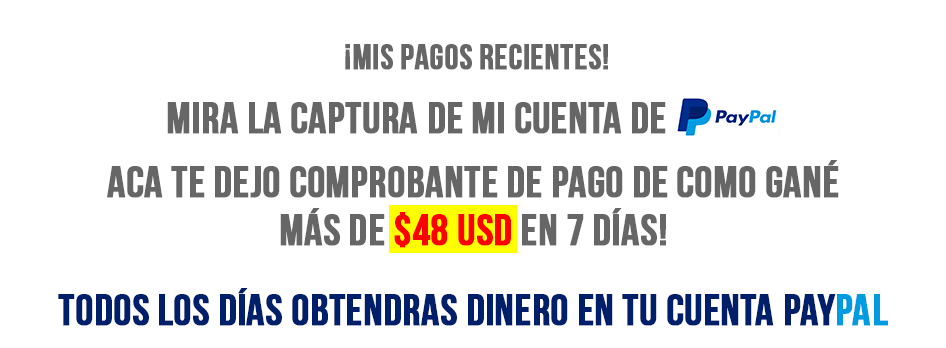 ¡MIS PAGOS RECIENTES!
MIRA LA CAPTURA DE MI CUENTA DE PayPal
ACA TE DEJO COMPROBANTE DE PAGO DE COMO GANÉ
MÁS DE $48 USD EN 7 DÍAS!
TODOS LOS DÍAS OBTENDRAS DINERO EN TU CUENTA PAYPAL